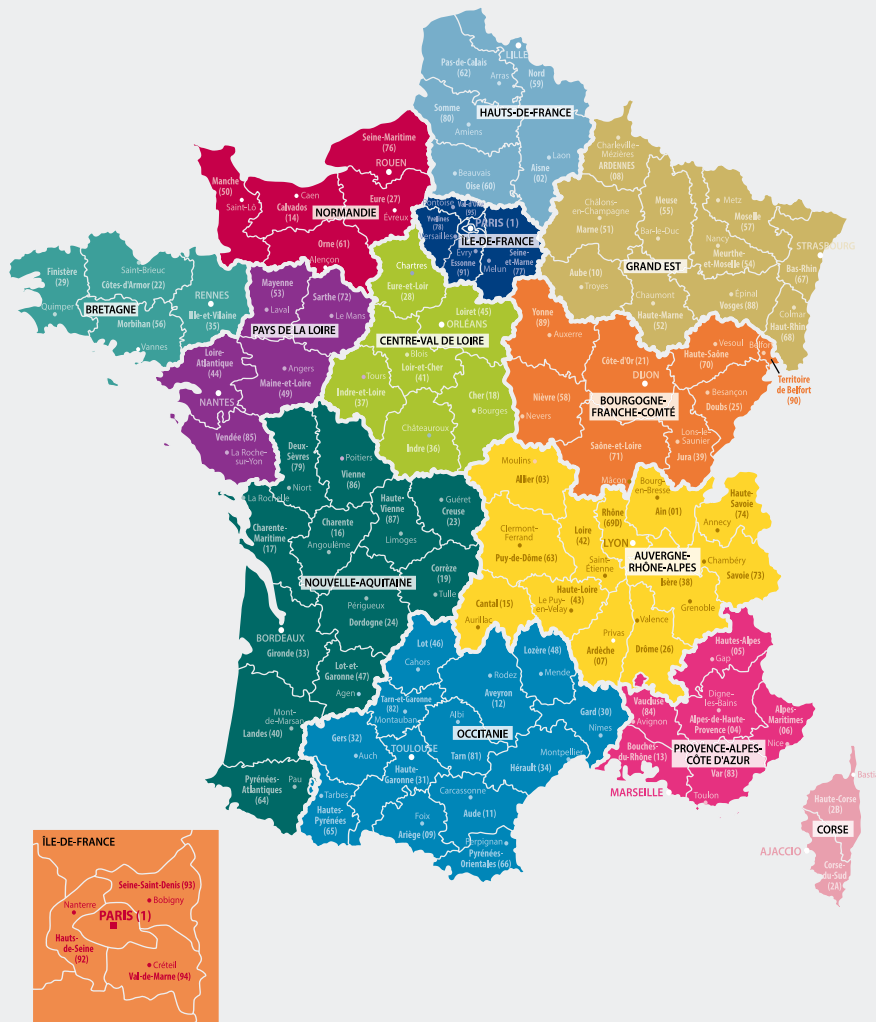 LILLE
Pas-de-Calais
(62)
Nord
(59)
Arras
Somme
(80)
HAUTS-DE-FRANCE
Amiens
Laon
Beauvais
Aisne
(02)
Oise (60)
Seine-Maritime
(76)
ROUEN
Manche
(50)
Caen
Eure (27)
Saint-Lô
Calvados
(14)
NORMANDIE
Évreux
Orne (61)
Alençon
Pontoise
Val-d'Oise
(95)
Yvelines
(78)
PARIS (1)
Versailles
ÎLE-DE-FRANCE
Evry
Essonne
(91)
Melun
Seine-
et-Marne
(77)
Charleville-
Mézières
ARDENNES
(08)
Meuse
(55)
Metz
Châlons-
en-Champagne
Moselle
(57)
Marne (51)
Bar-le-Duc
Nancy
STRASBOURG
Meurthe-
et-Moselle (54)
GRAND EST
Bas-Rhin
(67)
Aube (10)
Troyes
Chaumont
Épinal
Haute-Marne
(52)
Vosges (88)
Colmar
Haut-Rhin
(68)
Finistère
(29)
Saint-Brieuc
Côtes-d'Armor (22)
Quimper
RENNES
BRETAGNE
Ille-et-Vilaine
(35)
Morbihan (56)
Vannes
Mayenne
(53)
Sarthe (72)
Laval
Le Mans
PAYS DE LA LOIRE
Loire-
Atlantique
(44)
Angers
Maine-et-Loire
(49)
NANTES
Vendée (85)
La Roche-
sur-Yon
Chartres
Eure-et-Loir
(28)
Loiret (45)
ORLÉANS
CENTRE-VAL DE LOIRE
Blois
Loir-et-Cher
(41)
Tours
Indre-et-Loire
(37)
Cher (18)
Bourges
Châteauroux
Indre (36)
Yonne
(89)
Auxerre
Côte-d'Or (21)
Vesoul
Haute-Saône
(70)
Belfort
Territoire
de Belfort
(90)
DIJON
Nièvre (58)
Besançon
BOURGOGNE-
FRANCHE-COMTÉ
Doubs (25)
Nevers
Lons-le-
Saunier
Saône-et-Loire
(71)
Jura (39)
Mâcon
Deux-
Sèvres
(79)
Poitiers
Vienne
(86)
Niort
La Rochelle
Haute-
Vienne
(87)
Guéret
Creuse
(23)
Charente-
Maritime
(17)
Charente
(16)
Angoulême
Limoges
Corrèze
(19)
NOUVELLE-AQUITAINE
Tulle
Périgueux
Dordogne (24)
BORDEAUX
Gironde (33)
Lot-et-
Garonne (47)
Agen
Mont-
de-Marsan
Landes (40)
Pyrénées-
Atlantiques
(64)
Pau
Moulins
Allier (03)
Bourg-
en-Bresse
Ain (01)
Haute-
Savoie
(74)
Rhône
(69D)
Annecy
Clermont-
Ferrand
Loire
(42)
LYON
Puy-de-Dôme (63)
AUVERGNE-
RHÔNE-ALPES
Chambéry
Savoie (73)
Saint-
Étienne
Isère (38)
Haute-Loire
(43)
Cantal (15)
Le Puy-
en-Velay
Grenoble
Aurillac
Valence
Privas
Ardèche
(07)
Drôme (26)
Lot (46)
Cahors
Lozère (48)
Rodez
Mende
Aveyron
(12)
Tarn-et-Garonne
(82)
Montauban
Albi
Gard (30)
Nîmes
Gers (32)
OCCITANIE
Auch
TOULOUSE
Tarn (81)
Montpellier
Haute-
Garonne (31)
Hérault (34)
Tarbes
Carcassonne
Hautes-
Pyrénées
(65)
Foix
Aude (11)
Ariège (09)
Perpignan
Pyrénées-
Orientales (66)
Hautes-Alpes
(05)
Gap
Vaucluse
(84)
Digne-
les-Bains
Avignon
Alpes-de-Haute-
Provence (04)
Alpes-
Maritimes
(06)
Bouches-
du-Rhône (13)
PROVENCE-ALPES-
CÔTE D'AZUR
Nice
Var (83)
MARSEILLE
Toulon
Bastia
Haute-Corse
(2B)
CORSE
AJACCIO
Corse-
du-Sud
(2A)
ÎLE-DE-FRANCE
Seine-Saint-Denis (93)
Bobigny
Nanterre
PARIS (1)
Hauts-
de-Seine
(92)
Créteil
Val-de-Marne (94)